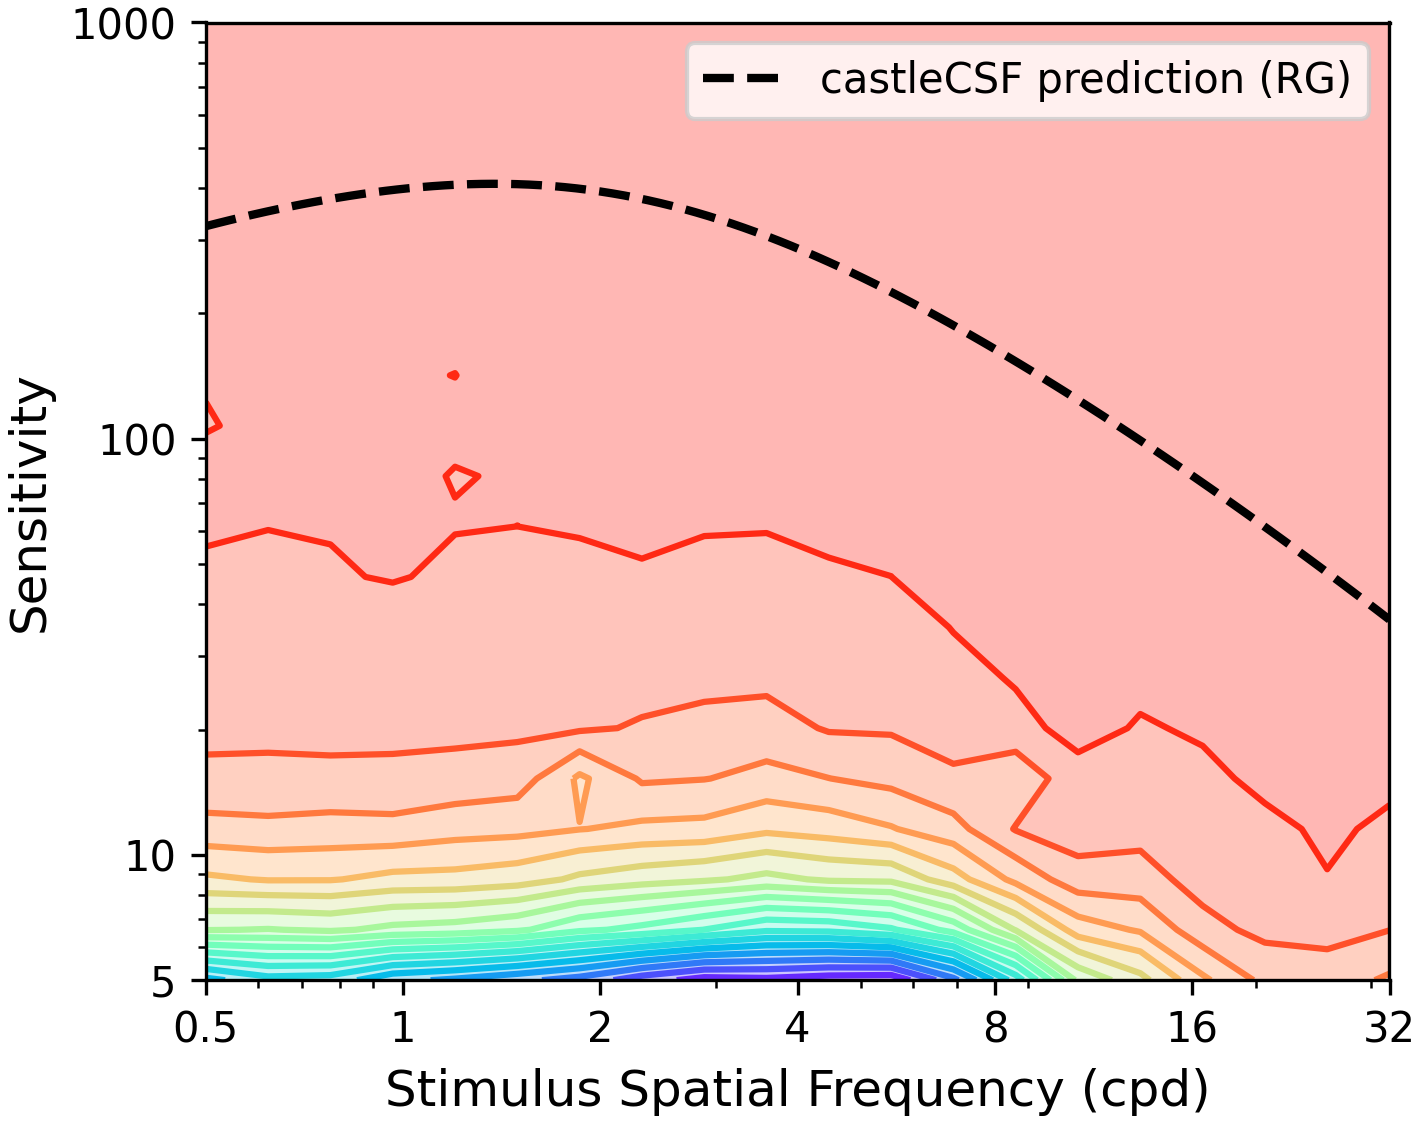 1000
castleCSF prediction (RG)
100
Sensitivity
10
5
0.5 1 2 4 8 16 32
Stimulus Spatial Frequency (cpd)